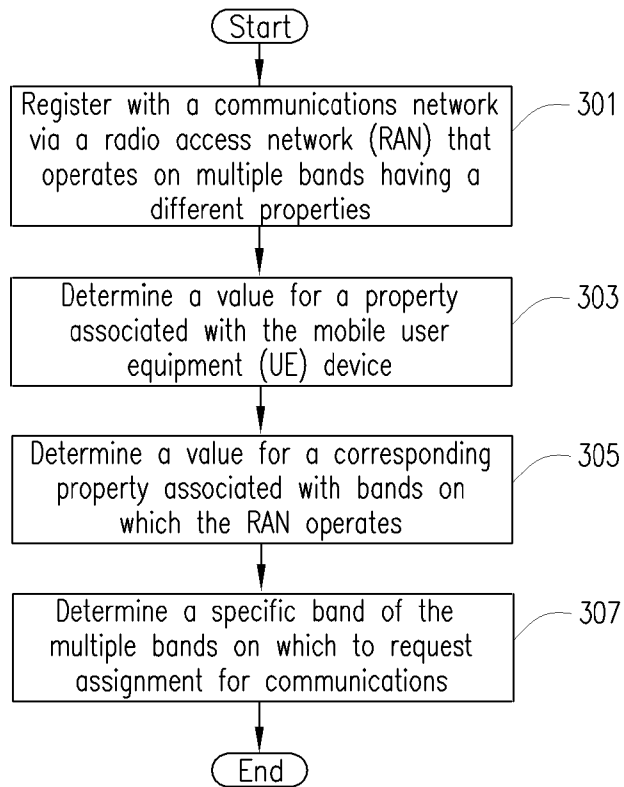 Start
Register with a communications network
via a radio access network (RAN) that
operates on multiple bands having a
different properties
301
Determine a value for a property
associated with the mobile user
equipment (UE) device
303
Determine a value for a corresponding
property associated with bands on
which the RAN operates
305
Determine a specific band of the
multiple bands on which to request
assignment for communications
307
End